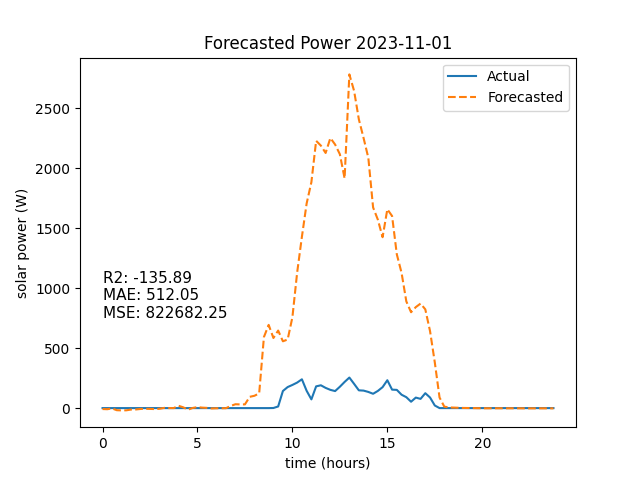 Forecasted Power 2023-11-01
Actual
Forecasted
solar power (W)
2500
2000
1500
1000
500
0
R2: -135.89
MAE: 512.05
MSE: 822682.25
0 5 10 15 20
time (hours)